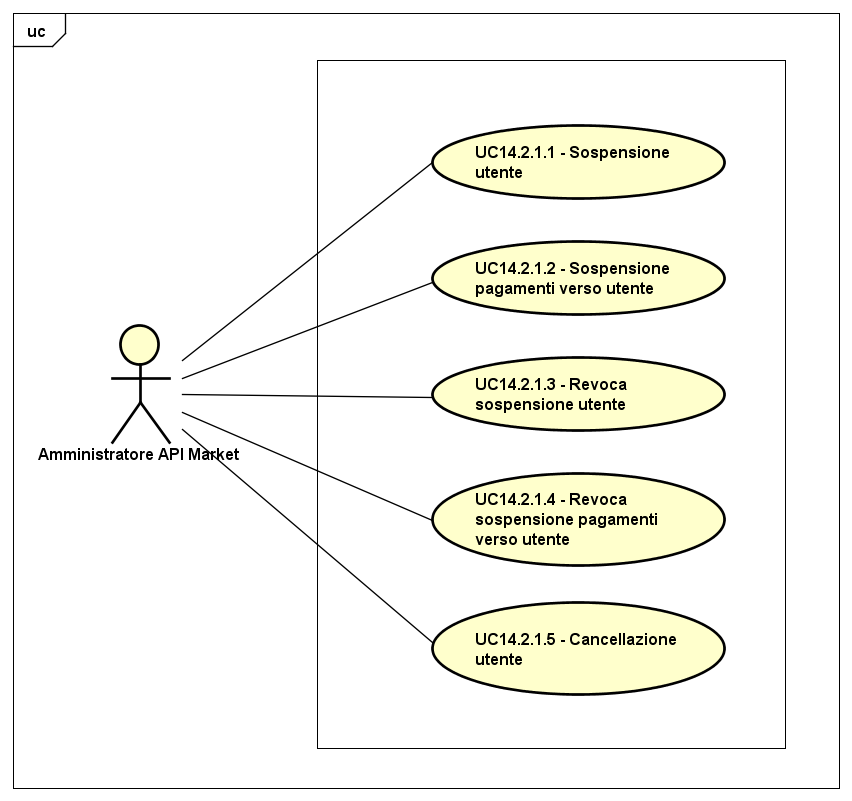 uc
UC14.2.1.1 - Sospensione
utente
UC14.2.1.2 - Sospensione
pagamenti verso utente
UC14.2.1.3 - Revoca
sospensione utente
Amministratore API Market
UC14.2.1.4 - Revoca
sospensione pagamenti
verso utente
UC14.2.1.5 - Cancellazione
utente